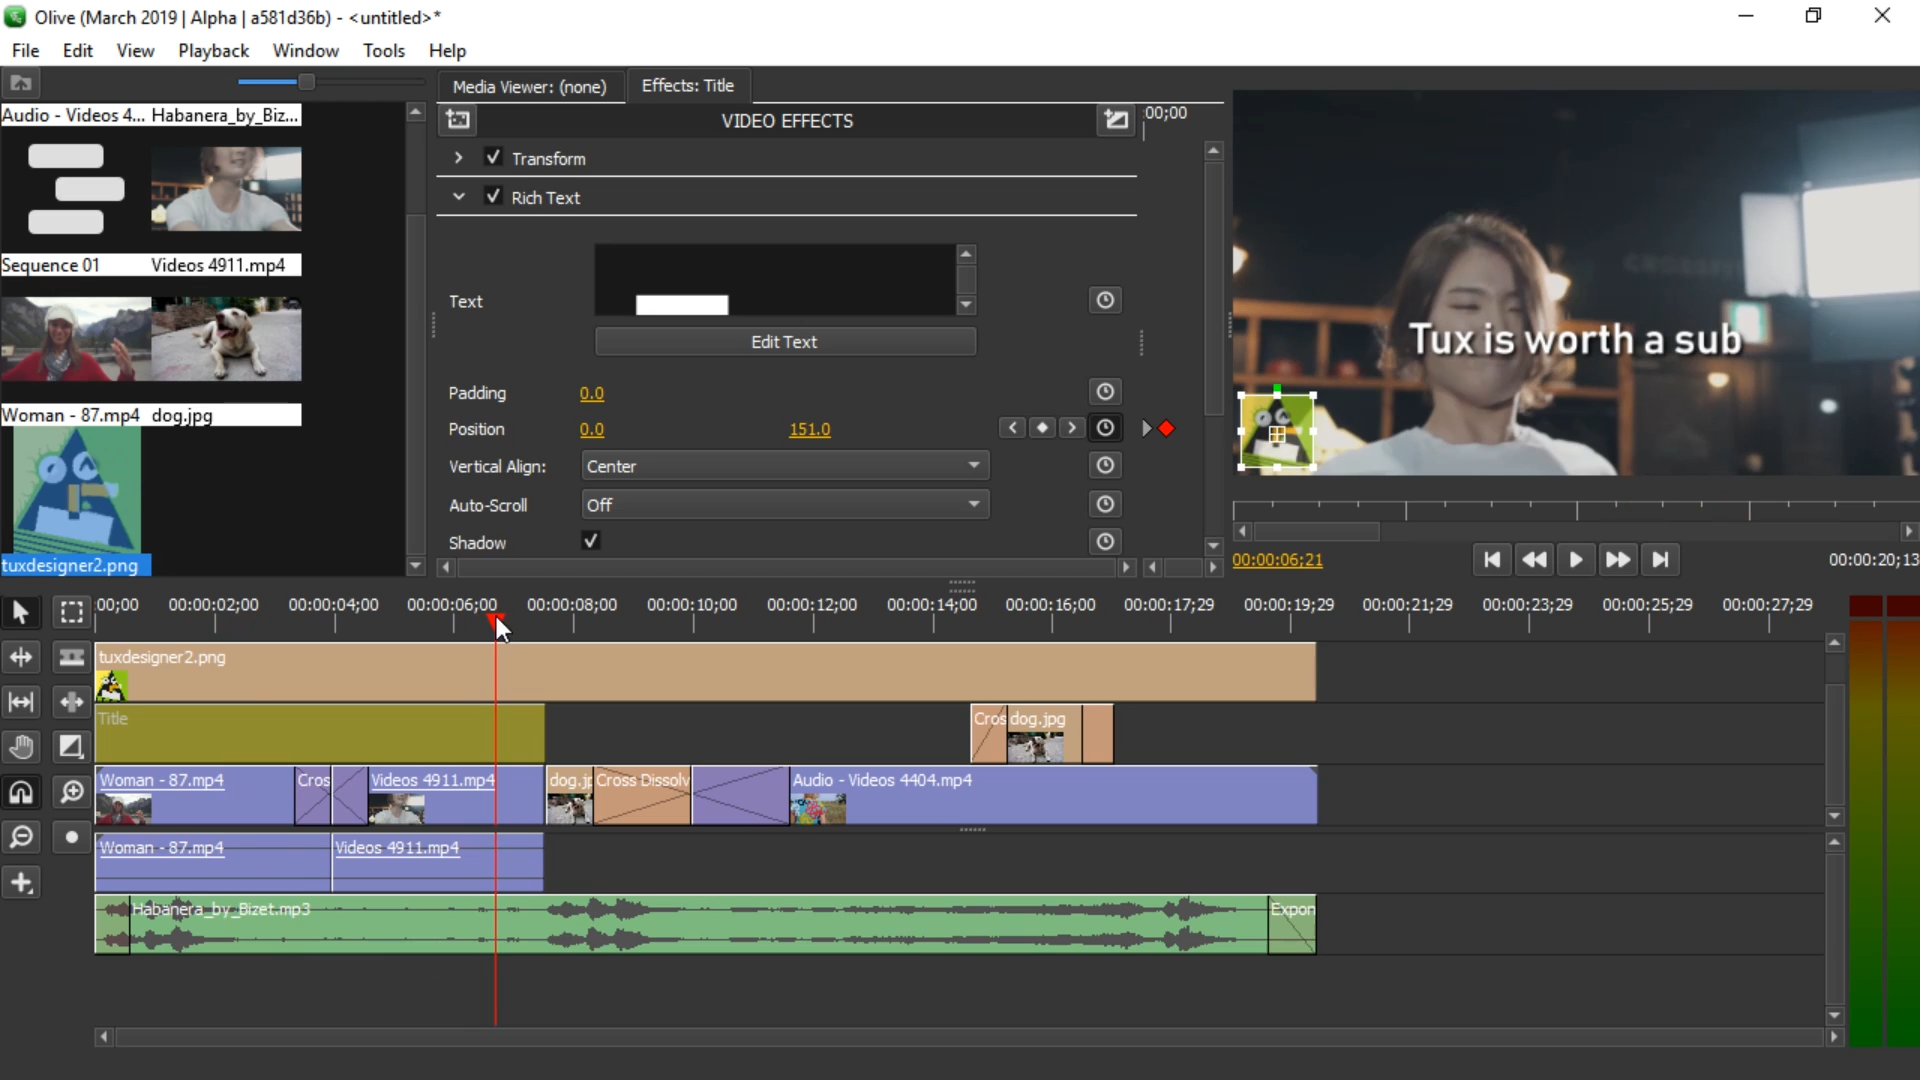 Olive (March 2019 | Alpha | a581d36b) - <untitled>*
File Edit View Playback Window Tools Help
Media Viewer: (none) Effects: Title
Audio - Videos 4... Habanera_by_Biz...
VIDEO EFFECTS
:00;00
Transform
Rich Text
Sequence 01 Videos 4911.mp4
Text
Edit Text
Tux is worth a sub
Padding 0.0
Woman - 87.mp4 dog.jpg
Position 0.0 151.0
Vertical Align: Center
Auto-Scroll Off
Shadow
tuxdesigner2.png
00:00:06;21
00:00:20;13
:00;00 00:00:02;00 00:00:04;00 00:00:06;00 00:00:08;00 00:00:10;00 00:00:12;00 00:00:14;00 00:00:16;00 00:00:17;29 00:00:19;29 00:00:21;29 00:00:23;29 00:00:25;29 00:00:27;29
tuxdesigner2.png
Title
Cros dog.jpg
Woman - 87.mp4 Cros Videos 4911.mp4 dog.jp Cross Dissolv Audio - Videos 4404.mp4
Woman - 87.mp4 Videos 4911.mp4
Habanera_by_Bizet.mp3 Expon